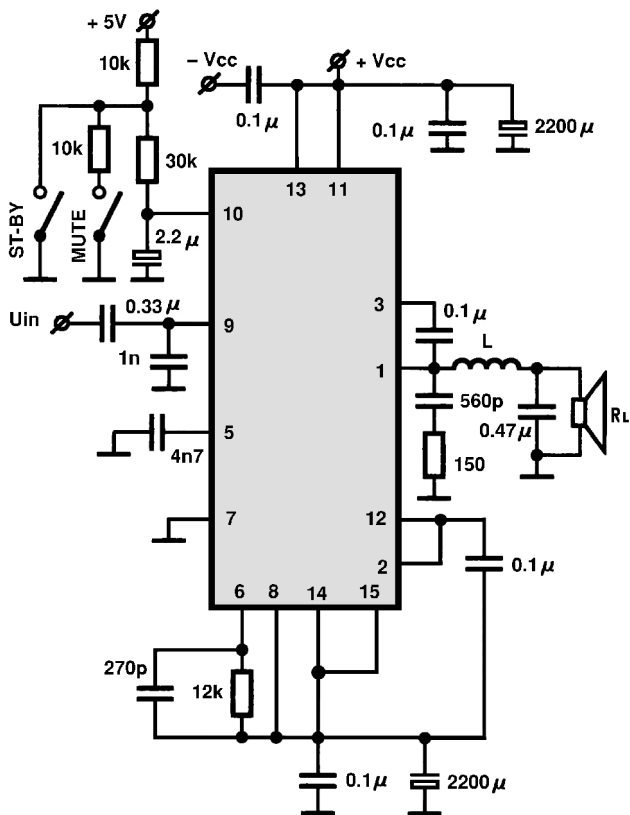 + 5V
10k
– Vcc
+ Vcc
0.1μ
0.1μ
2200μ
10k
30k
13
11
ST-BY
MUTE
10
2.2μ
Uin
0.33μ
9
1n
3
0.1μ
L
1
560p
0.47μ
RL
150
5
4n7
7
12
2
0.1μ
6
8
14
15
270p
12k
0.1μ
2200μ